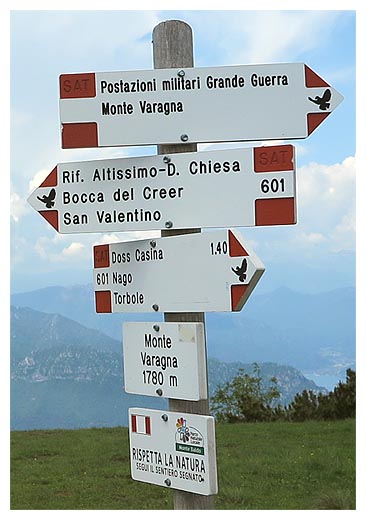 SAT
Postazioni militari Grande Guerra
Monte Varagna
Rif. Altissimo-D. Chiesa
Bocca del Creer
San Valentino
SAT
601
SAT
Doss Casina 1.40
601 Nago
Torbole
Monte
Varagna
1780 m
Monte Baldo
RISPETTA LA NATURA
SEGUI IL SENTIERO SEGNATO